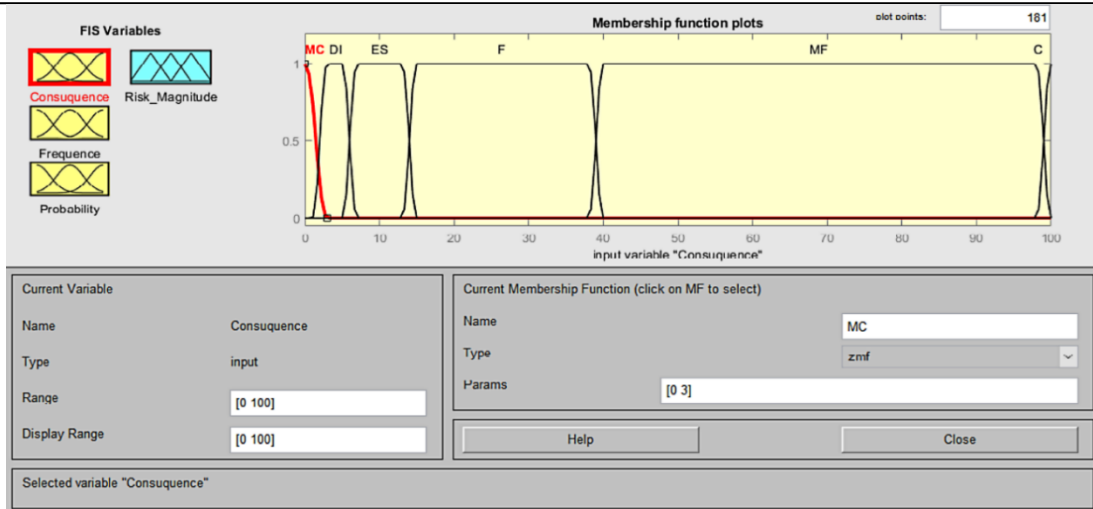 FIS Variables
Membership function plots
plot points:
181
Consuquence
Risk_Magnitude
Frequence
Probability
MC DI ES F MF C
1
0.5
0
0 10 20 30 40 50 60 70 80 90 100
input variable "Consuquence"
Current Variable
Name Consuquence
Type input
Range [0 100]
Display Range [0 100]
Current Membership Function (click on MF to select)
Name MC
Type zmf
Params [0 3]
Help Close
Selected variable "Consuquence"